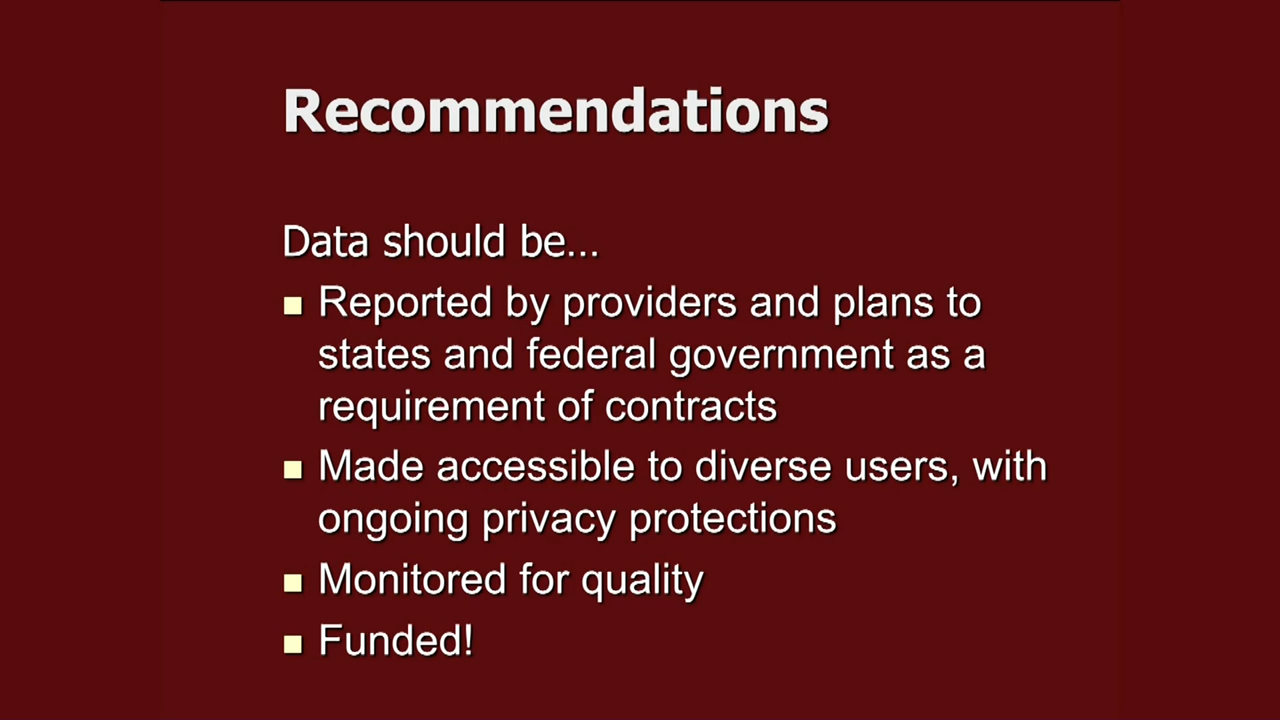 Recommendations
Data should be...
Reported by providers and plans to
states and federal government as a
requirement of contracts
Made accessible to diverse users, with
ongoing privacy protections
Monitored for quality
Funded!